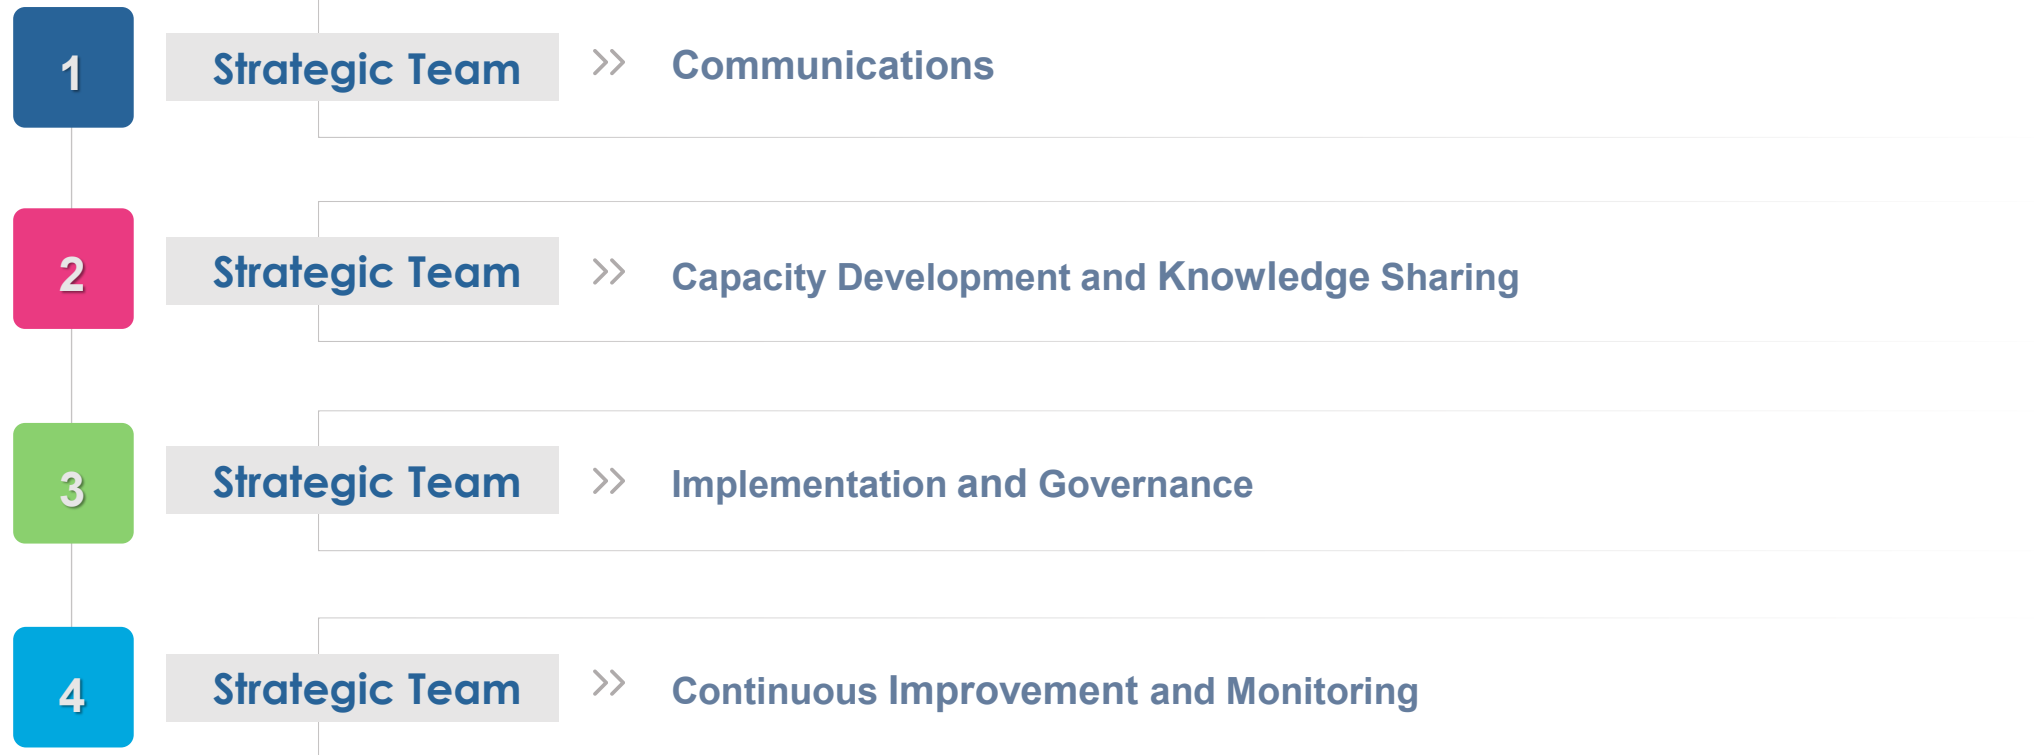 1 Strategic Team >> Communications
2 Strategic Team >> Capacity Development and Knowledge Sharing
3 Strategic Team >> Implementation and Governance
4 Strategic Team >> Continuous Improvement and Monitoring